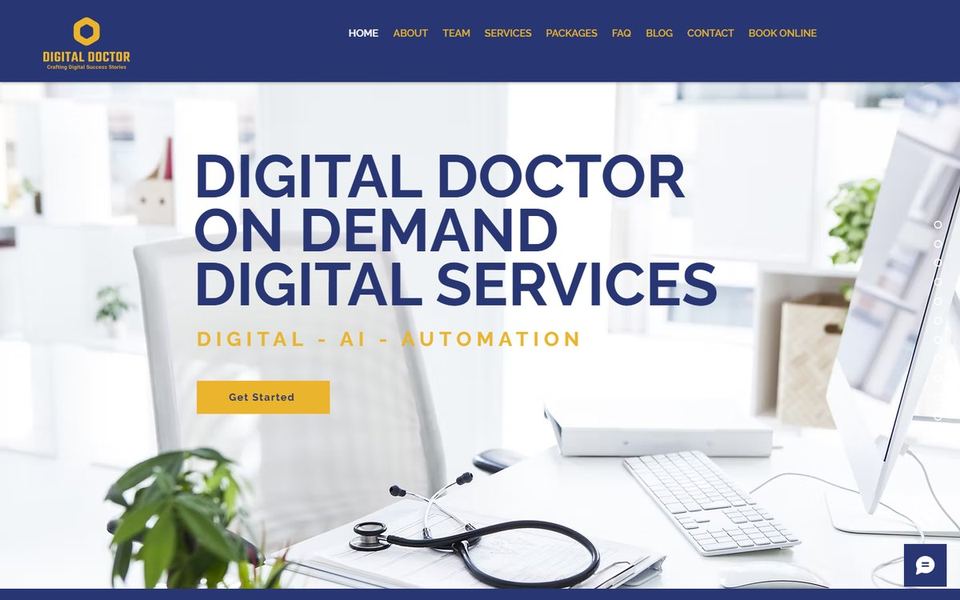 DIGITAL DOCTOR
Crafting Digital Success Stories
HOME ABOUT TEAM SERVICES PACKAGES FAQ BLOG CONTACT BOOK ONLINE
DIGITAL DOCTOR
ON DEMAND
DIGITAL SERVICES
DIGITAL - AI - AUTOMATION
Get Started